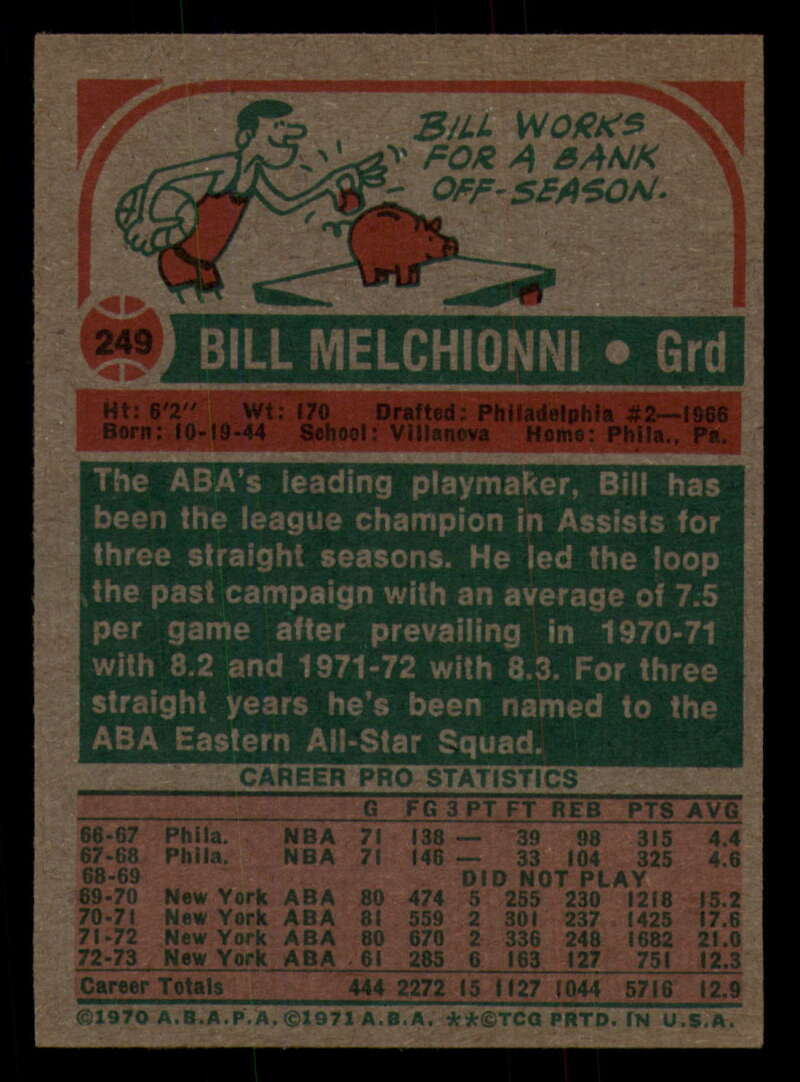 BILL WORKS
FOR A BANK
OFF-SEASON.
249 BILL MELCHIONNI • Grd
Ht: 6'2" Wt: 170 Drafted: Philadelphia #2—1966
Born: 10-19-44 School: Villanova Home: Phila., Pa.
The ABA's leading playmaker, Bill has
been the league champion in Assists for
three straight seasons. He led the loop
the past campaign with an average of 7.5
per game after prevailing in 1970-71
with 8.2 and 1971-72 with 8.3. For three
straight years he's been named to the
ABA Eastern All-Star Squad.
CAREER PRO STATISTICS
G FG 3 PT FT REB PTS AVG
66-67 Phila. NBA 71 138 — 39 98 315 4.4
67-68 Phila. NBA 71 146 — 33 104 325 4.6
68-69 DID NOT PLAY
69-70 New York ABA 80 474 5 255 230 1218 15.2
70-71 New York ABA 81 559 2 301 237 1425 17.6
71-72 New York ABA 80 670 2 336 248 1682 21.0
72-73 New York ABA 61 285 6 163 127 751 12.3
Career Totals 444 2272 15 1127 1044 5716 12.9
©1970 A.B.A.P.A. ©1971 A.B.A. **©TCG PRTD. IN U.S.A.